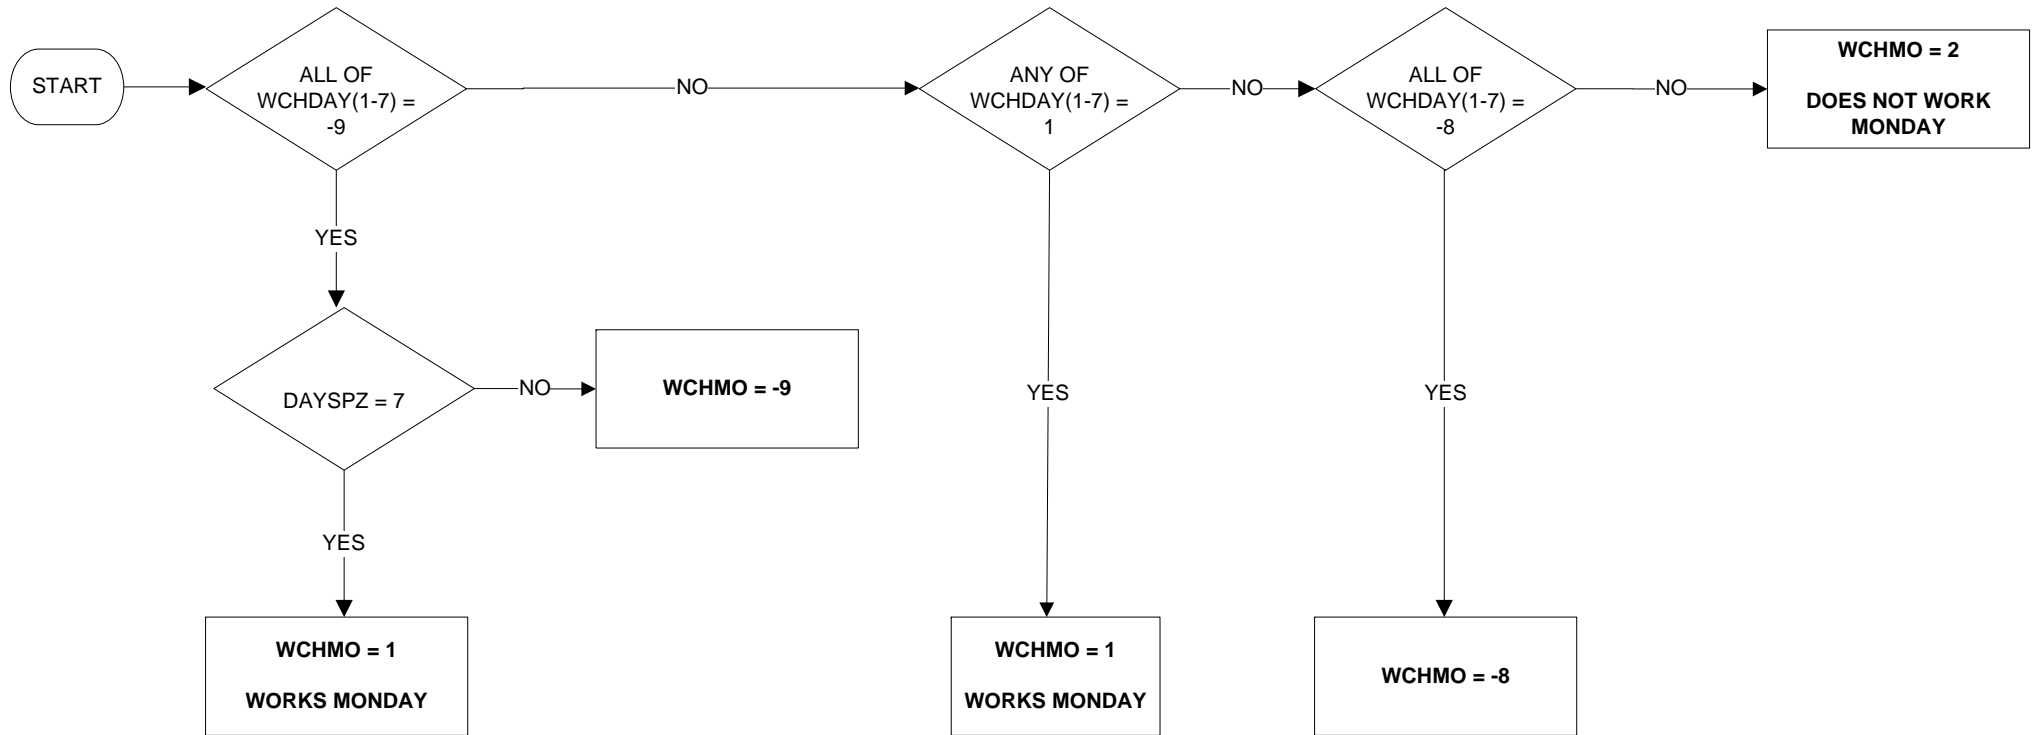 START
ALL OF
WCHDAY(1-7) =
-9
NO
ANY OF
WCHDAY(1-7) =
1
NO
ALL OF
WCHDAY(1-7) =
-8
NO
WCHMO = 2
DOES NOT WORK
MONDAY
YES
DAYSPZ = 7
NO
WCHMO = -9
YES
YES
YES
WCHMO = 1
WORKS MONDAY
WCHMO = 1
WORKS MONDAY
WCHMO = -8